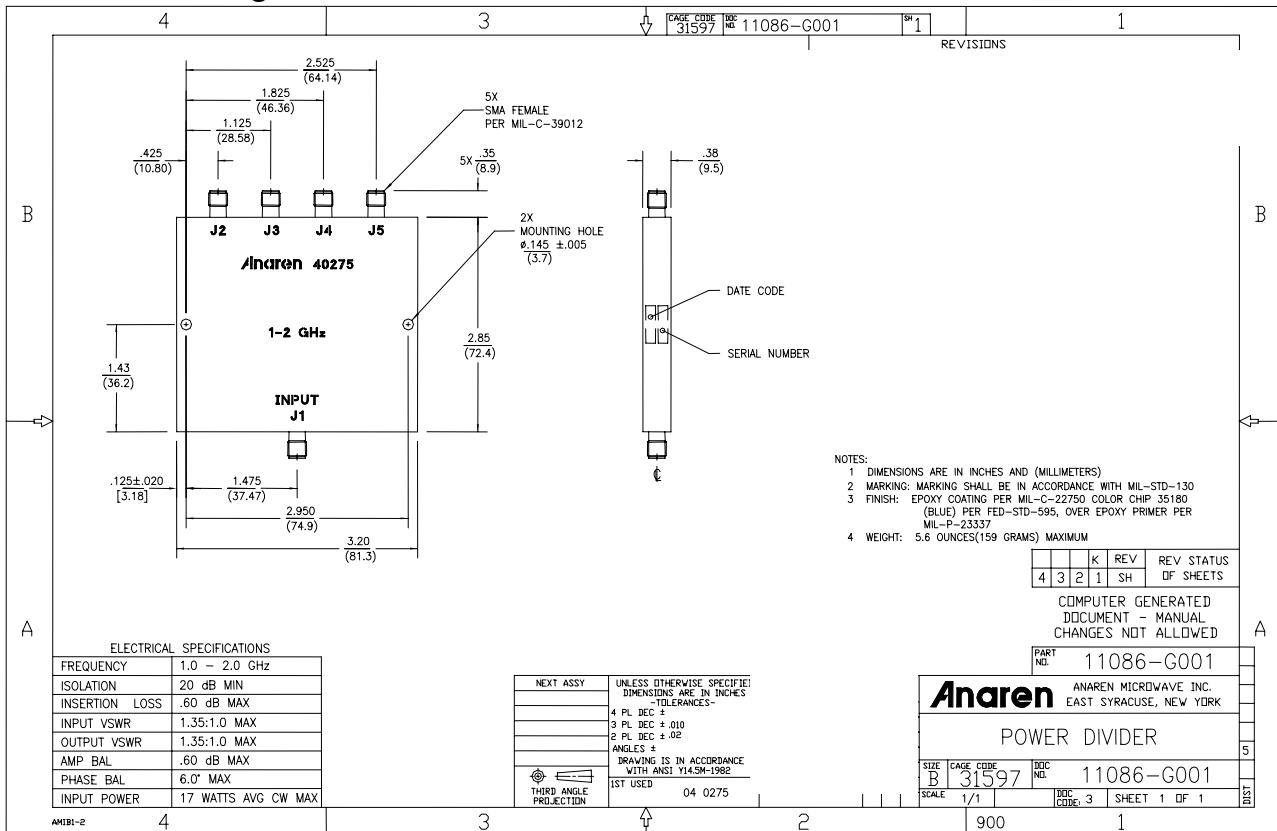 4
3
CAGE CODE 31597
DOC NO. 11086-G001
SH 1
1
REVISIONS
2.525
(64.14)
1.825
(46.36)
1.125
(28.58)
.425
(10.80)
5X
SMA FEMALE
PER MIL-C-39012
5X .35
(8.9)
.38
(9.5)
B
B
J2 J3 J4 J5
2X
MOUNTING HOLE
ø.145 ±.005
(3.7)
Anaren 40275
DATE CODE
1-2 GHz
SERIAL NUMBER
2.85
(72.4)
1.43
(36.2)
INPUT
J1
.125±.020
[3.18]
1.475
(37.47)
2.950
(74.9)
3.20
(81.3)
℄
NOTES:
1 DIMENSIONS ARE IN INCHES AND (MILLIMETERS)
2 MARKING: MARKING SHALL BE IN ACCORDANCE WITH MIL-STD-130
3 FINISH: EPOXY COATING PER MIL-C-22750 COLOR CHIP 35180
(BLUE) PER FED-STD-595, OVER EPOXY PRIMER PER
MIL-P-23337
4 WEIGHT: 5.6 OUNCES(159 GRAMS) MAXIMUM
K REV REV STATUS
4 3 2 1 SH OF SHEETS
COMPUTER GENERATED
DOCUMENT - MANUAL
CHANGES NOT ALLOWED
A
A
ELECTRICAL SPECIFICATIONS
FREQUENCY 1.0 - 2.0 GHz
ISOLATION 20 dB MIN
INSERTION LOSS .60 dB MAX
INPUT VSWR 1.35:1.0 MAX
OUTPUT VSWR 1.35:1.0 MAX
AMP BAL .60 dB MAX
PHASE BAL 6.0° MAX
INPUT POWER 17 WATTS AVG CW MAX
NEXT ASSY
UNLESS OTHERWISE SPECIFIE
DIMENSIONS ARE IN INCHES
-TOLERANCES-
4 PL DEC ±
3 PL DEC ± .010
2 PL DEC ± .02
ANGLES ±
DRAWING IS IN ACCORDANCE
WITH ANSI Y14.5M-1982
THIRD ANGLE
PROJECTION
1ST USED
04 0275
PART NO. 11086-G001
Anaren
ANAREN MICROWAVE INC.
EAST SYRACUSE, NEW YORK
POWER DIVIDER
SIZE B
CAGE CODE 31597
DOC NO. 11086-G001
SCALE 1/1
DOC CODE: 3
SHEET 1 OF 1
5
DIST
AMIB1-2
4
3
2
900
1